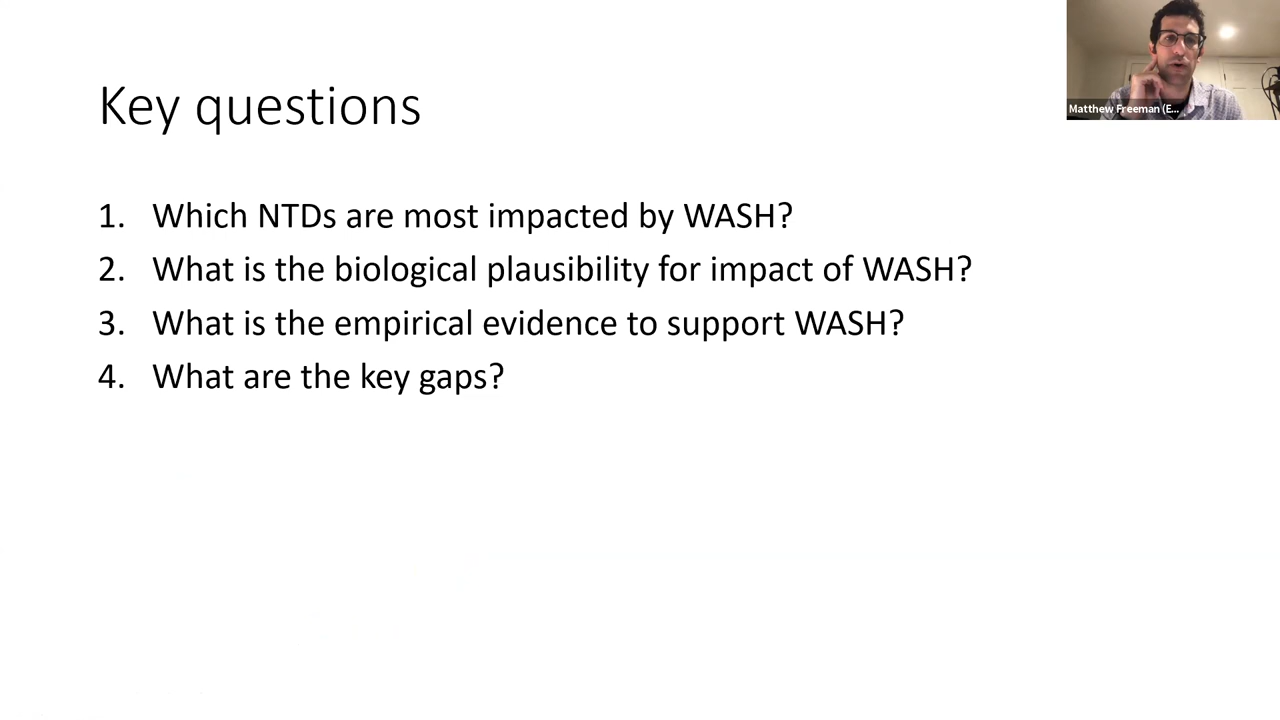 Key questions
1. Which NTDs are most impacted by WASH?
2. What is the biological plausibility for impact of WASH?
3. What is the empirical evidence to support WASH?
4. What are the key gaps?
Matthew Freeman (E...